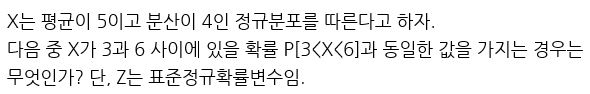 X는 평균이 5이고 분산이 4인 정규분포를 따른다고 하자.
다음 중 X가 3과 6 사이에 있을 확률 P[3<X<6]과 동일한 값을 가지는 경우는
무엇인가? 단, Z는 표준정규확률변수임.